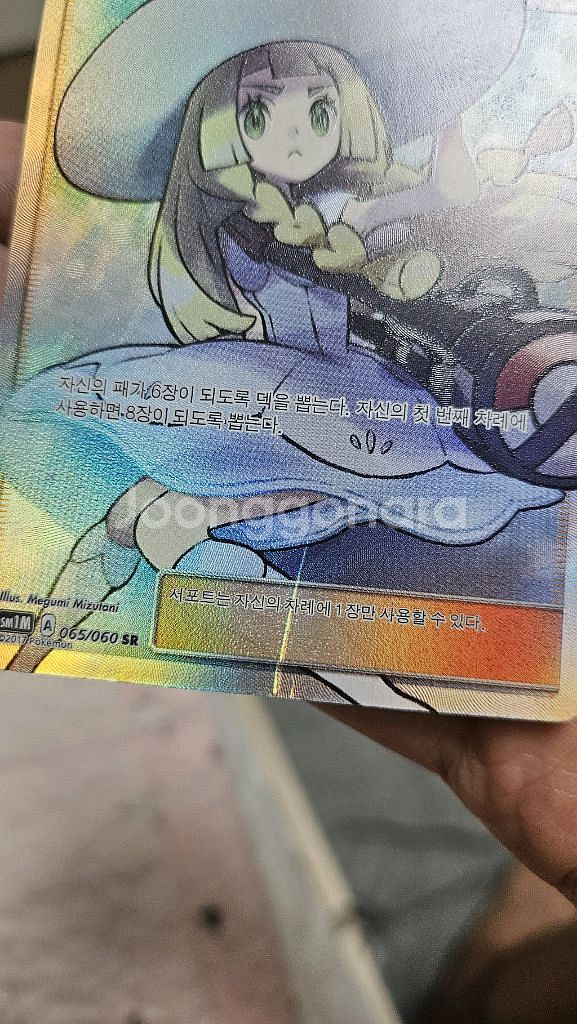 자신의 패가 6장이 되도록 덱을 뽑는다. 자신의 첫 번째 차례에
사용하면 8장이 되도록 뽑는다.
Joonggonara
Illus. Megumi Mizutani
서포트는 자신의 차례에 1장만 사용할 수 있다.
SM1M A 065/060 SR
©2017 Pokémon